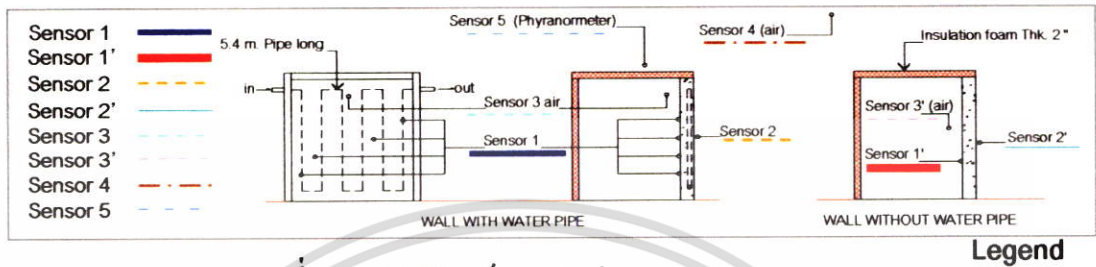 Sensor 1
Sensor 1'
Sensor 2
Sensor 2'
Sensor 3
Sensor 3'
Sensor 4
Sensor 5
5.4 m. Pipe long
in
out
Sensor 5 (Phyranormeter)
Sensor 3 air
Sensor 1
Sensor 2
WALL WITH WATER PIPE
Sensor 4 (air)
Insulation foam Thk. 2"
Sensor 3' (air)
Sensor 1'
Sensor 2'
WALL WITHOUT WATER PIPE
Legend